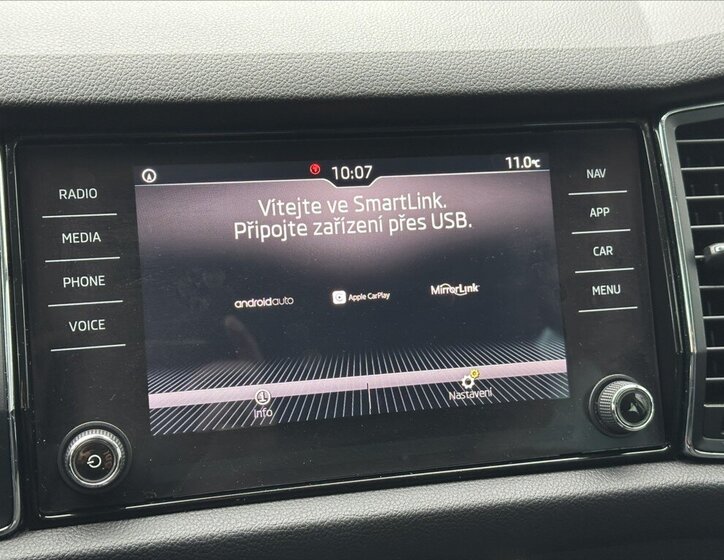 10:07
11.0°C
RADIO
MEDIA
PHONE
VOICE
Vítejte ve SmartLink.
Připojte zařízení přes USB.
androidauto
Apple CarPlay
MirrorLink
Info
Nastavení
NAV
APP
CAR
MENU